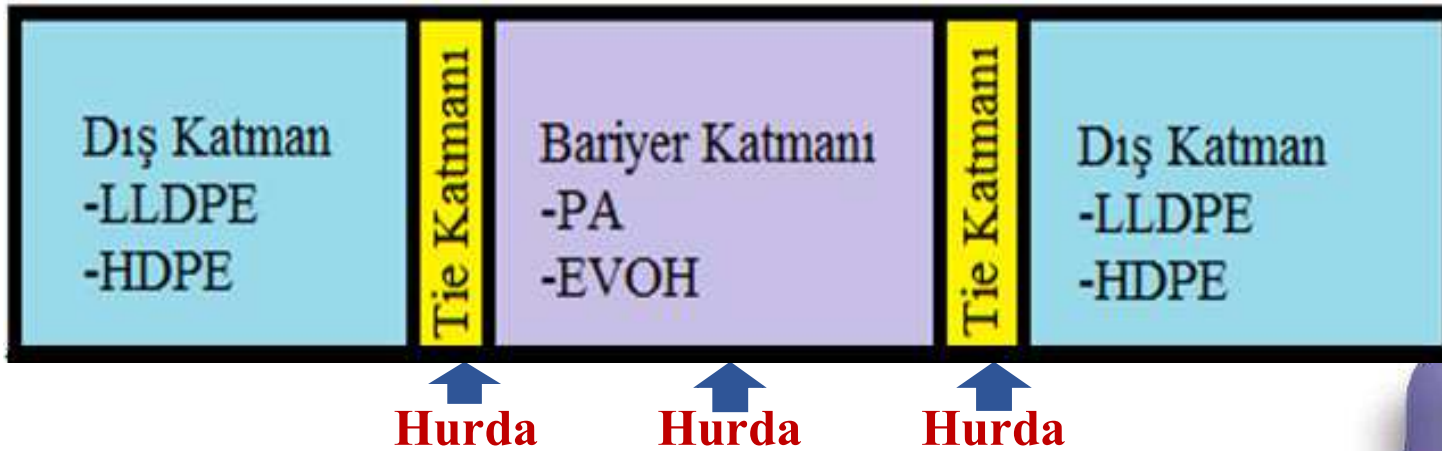 Dış Katman
-LLDPE
-HDPE
Tie Katmanı
Bariyer Katmanı
-PA
-EVOH
Tie Katmanı
Dış Katman
-LLDPE
-HDPE
Hurda
Hurda
Hurda